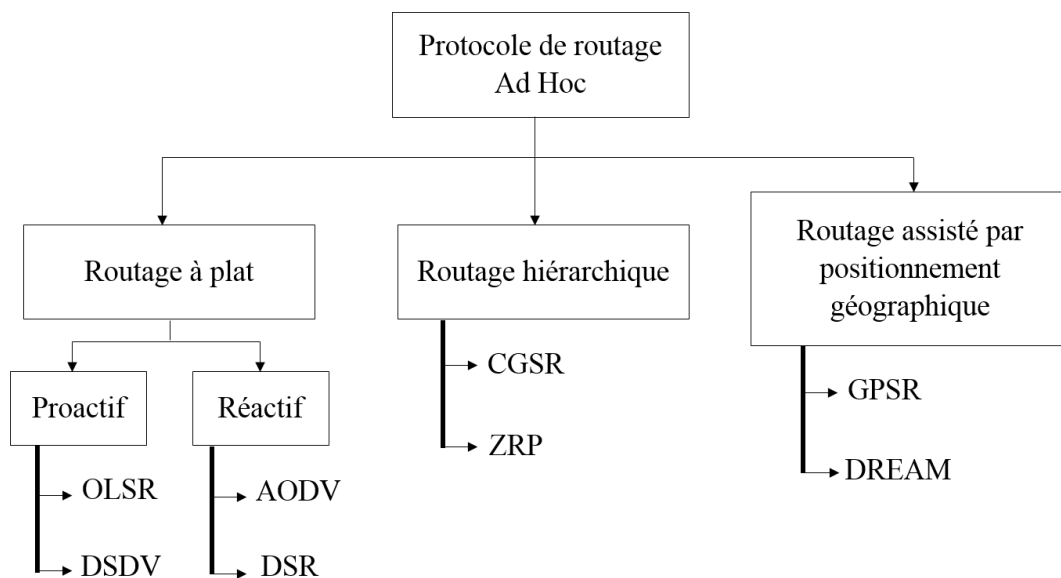 Protocole de routage
Ad Hoc
Routage à plat
Routage hiérarchique
Routage assisté par
positionnement
géographique
Proactif
Réactif
CGSR
ZRP
GPSR
DREAM
OLSR
DSDV
AODV
DSR